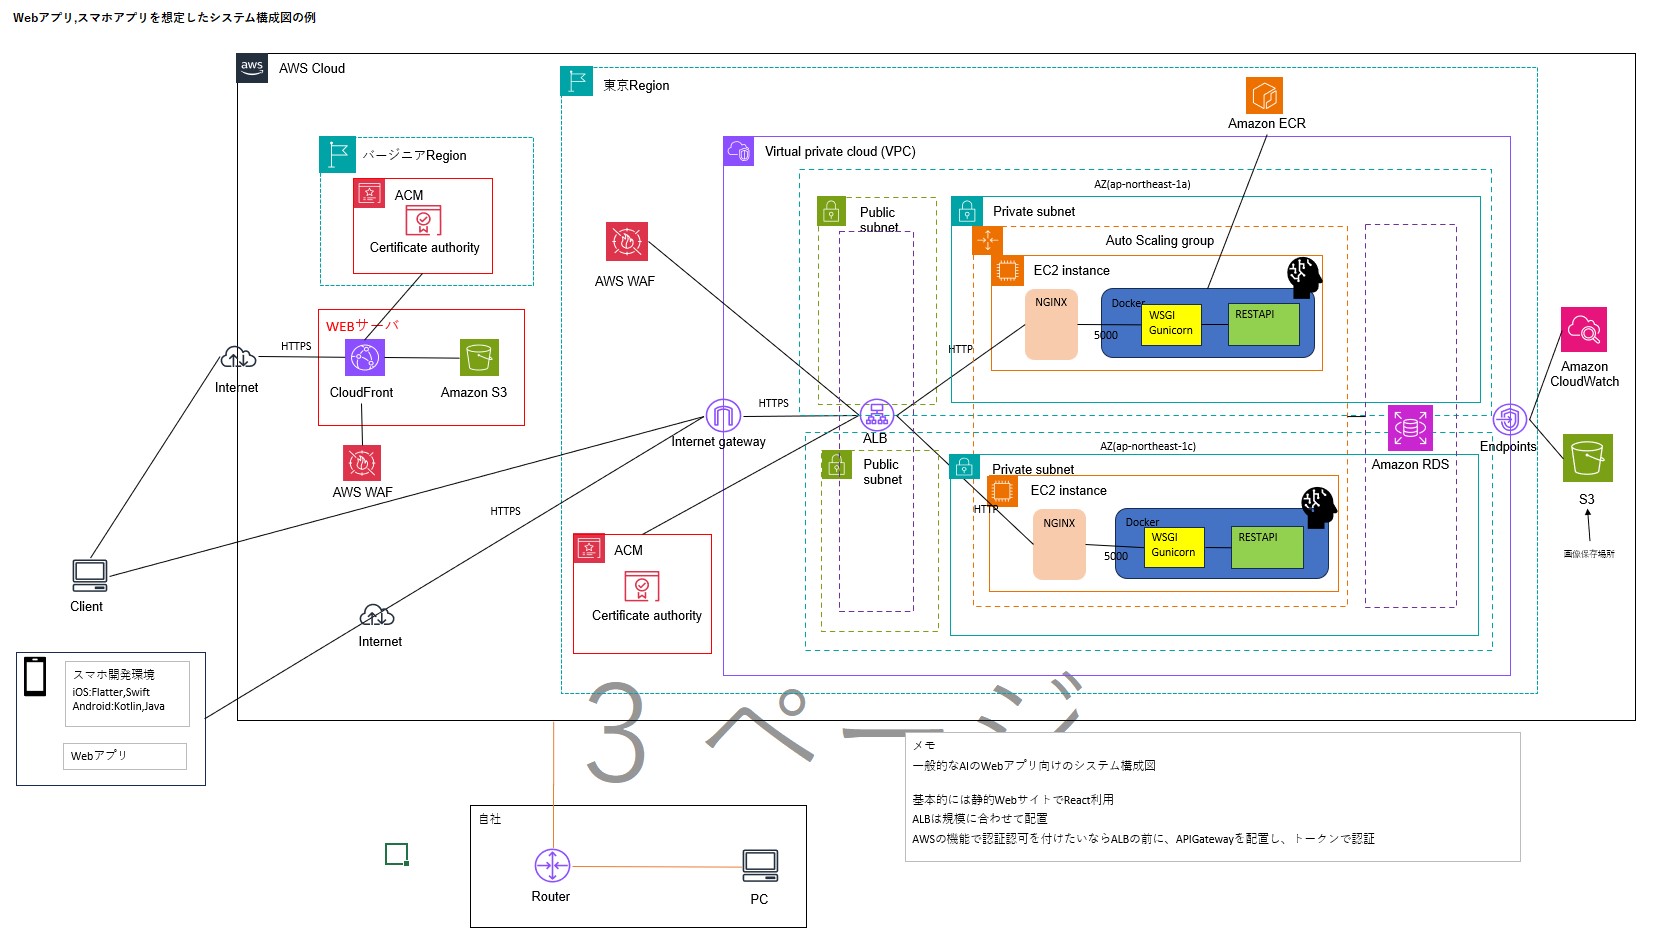 Webアプリ,スマホアプリを想定したシステム構成図の例
aws
AWS Cloud
東京Region
Amazon ECR
バージニアRegion
ACM
Certificate authority
Virtual private cloud (VPC)
AZ(ap-northeast-1a)
Public
subnet
Private subnet
Auto Scaling group
EC2 instance
NGINX
Docker
WSGI
Gunicorn
RESTAPI
5000
AWS WAF
WEBサーバ
HTTPS
Internet
CloudFront
Amazon S3
AWS WAF
HTTP
HTTPS
Internet gateway
ALB
Amazon
CloudWatch
Endpoints
Amazon RDS
S3
画像保存場所
AZ(ap-northeast-1c)
Public
subnet
Private subnet
EC2 instance
HTTP
NGINX
Docker
WSGI
Gunicorn
RESTAPI
5000
HTTPS
ACM
Certificate authority
Client
Internet
スマホ開発環境
iOS:Flatter,Swift
Android:Kotlin,Java
Webアプリ
3 ページ
メモ
一般的なAIのWebアプリ向けのシステム構成図
基本的には静的WebサイトでReact利用
ALBは規模に合わせて配置
AWSの機能で認証認可を付けたいならALBの前に、APIGatewayを配置し、トークンで認証
自社
Router
PC